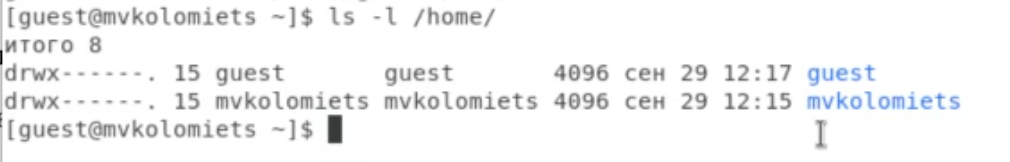 [guest@mvkolomiets ~]$ ls -l /home/
итого 8
drwx------. 15 guest       guest       4096 сен 29 12:17 guest
drwx------. 15 mvkolomiets mvkolomiets 4096 сен 29 12:15 mvkolomiets
[guest@mvkolomiets ~]$